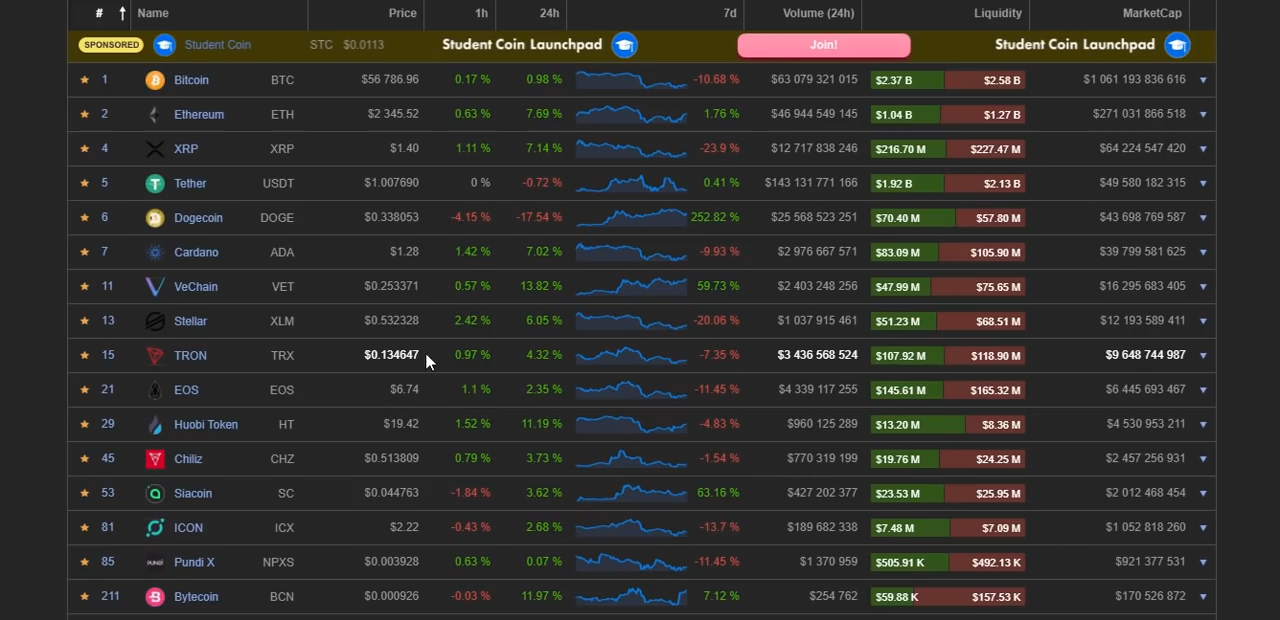 # ↑ Name Price 1h 24h 7d Volume (24h) Liquidity MarketCap
SPONSORED Student Coin STC $0.0113 Student Coin Launchpad Join! Student Coin Launchpad
★ 1 Bitcoin BTC $56 786.96 0.17 % 0.98 % -10.68 % $63 079 321 015 $2.37 B $2.58 B $1 061 193 836 616 ▼
★ 2 Ethereum ETH $2 345.52 0.63 % 7.69 % 1.76 % $46 944 549 145 $1.04 B $1.27 B $271 031 866 518 ▼
★ 4 XRP XRP $1.40 1.11 % 7.14 % -23.9 % $12 717 838 246 $216.70 M $227.47 M $64 224 547 420 ▼
★ 5 Tether USDT $1.007690 0 % -0.72 % 0.41 % $143 131 771 166 $1.92 B $2.13 B $49 580 182 315 ▼
★ 6 Dogecoin DOGE $0.338053 -4.15 % -17.54 % 252.82 % $25 568 523 251 $70.40 M $57.80 M $43 698 769 587 ▼
★ 7 Cardano ADA $1.28 1.42 % 7.02 % -9.93 % $2 976 667 571 $83.09 M $105.90 M $39 799 581 625 ▼
★ 11 VeChain VET $0.253371 0.57 % 13.82 % 59.73 % $2 403 248 256 $47.99 M $75.65 M $16 295 683 405 ▼
★ 13 Stellar XLM $0.532328 2.42 % 6.05 % -20.06 % $1 037 915 461 $51.23 M $68.51 M $12 193 589 411 ▼
★ 15 TRON TRX $0.134647 0.97 % 4.32 % -7.35 % $3 436 568 524 $107.92 M $118.90 M $9 648 744 987 ▼
★ 21 EOS EOS $6.74 1.1 % 2.35 % -11.45 % $4 339 117 255 $145.61 M $165.32 M $6 445 693 467 ▼
★ 29 Huobi Token HT $19.42 1.52 % 11.19 % -4.83 % $960 125 289 $13.20 M $8.36 M $4 530 953 211 ▼
★ 45 Chiliz CHZ $0.513809 0.79 % 3.73 % -1.54 % $770 319 199 $19.76 M $24.25 M $2 457 256 931 ▼
★ 53 Siacoin SC $0.044763 -1.84 % 3.62 % 63.16 % $427 202 377 $23.53 M $25.95 M $2 012 468 454 ▼
★ 81 ICON ICX $2.22 -0.43 % 2.68 % -13.7 % $189 682 338 $7.48 M $7.09 M $1 052 818 260 ▼
★ 85 Pundi X NPXS $0.003928 0.63 % 0.07 % -11.45 % $1 370 959 $505.91 K $492.13 K $921 377 531 ▼
★ 211 Bytecoin BCN $0.000926 -0.03 % 11.97 % 7.12 % $254 762 $59.88 K $157.53 K $170 526 872 ▼